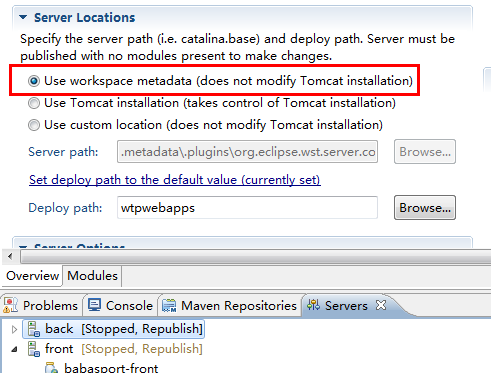 Server Locations
Specify the server path (i.e. catalina.base) and deploy path. Server must be
published with no modules present to make changes.
Use workspace metadata (does not modify Tomcat installation)
Use Tomcat installation (takes control of Tomcat installation)
Use custom location (does not modify Tomcat installation)
Server path: .metadata\.plugins\org.eclipse.wst.server.co Browse...
Set deploy path to the default value (currently set)
Deploy path: wtpwebapps Browse...
Server Options
Overview Modules
Problems Console Maven Repositories Servers
back [Stopped, Republish]
front [Stopped, Republish]
babasport-front